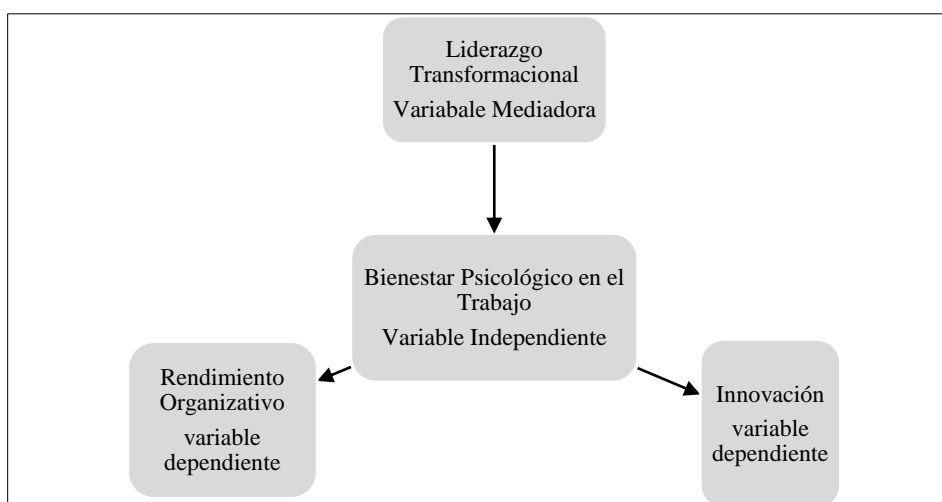 Liderazgo
Transformacional
Variabale Mediadora
Bienestar Psicológico en el
Trabajo
Variable Independiente
Rendimiento
Organizativo
variable
dependiente
Innovación
variable
dependiente